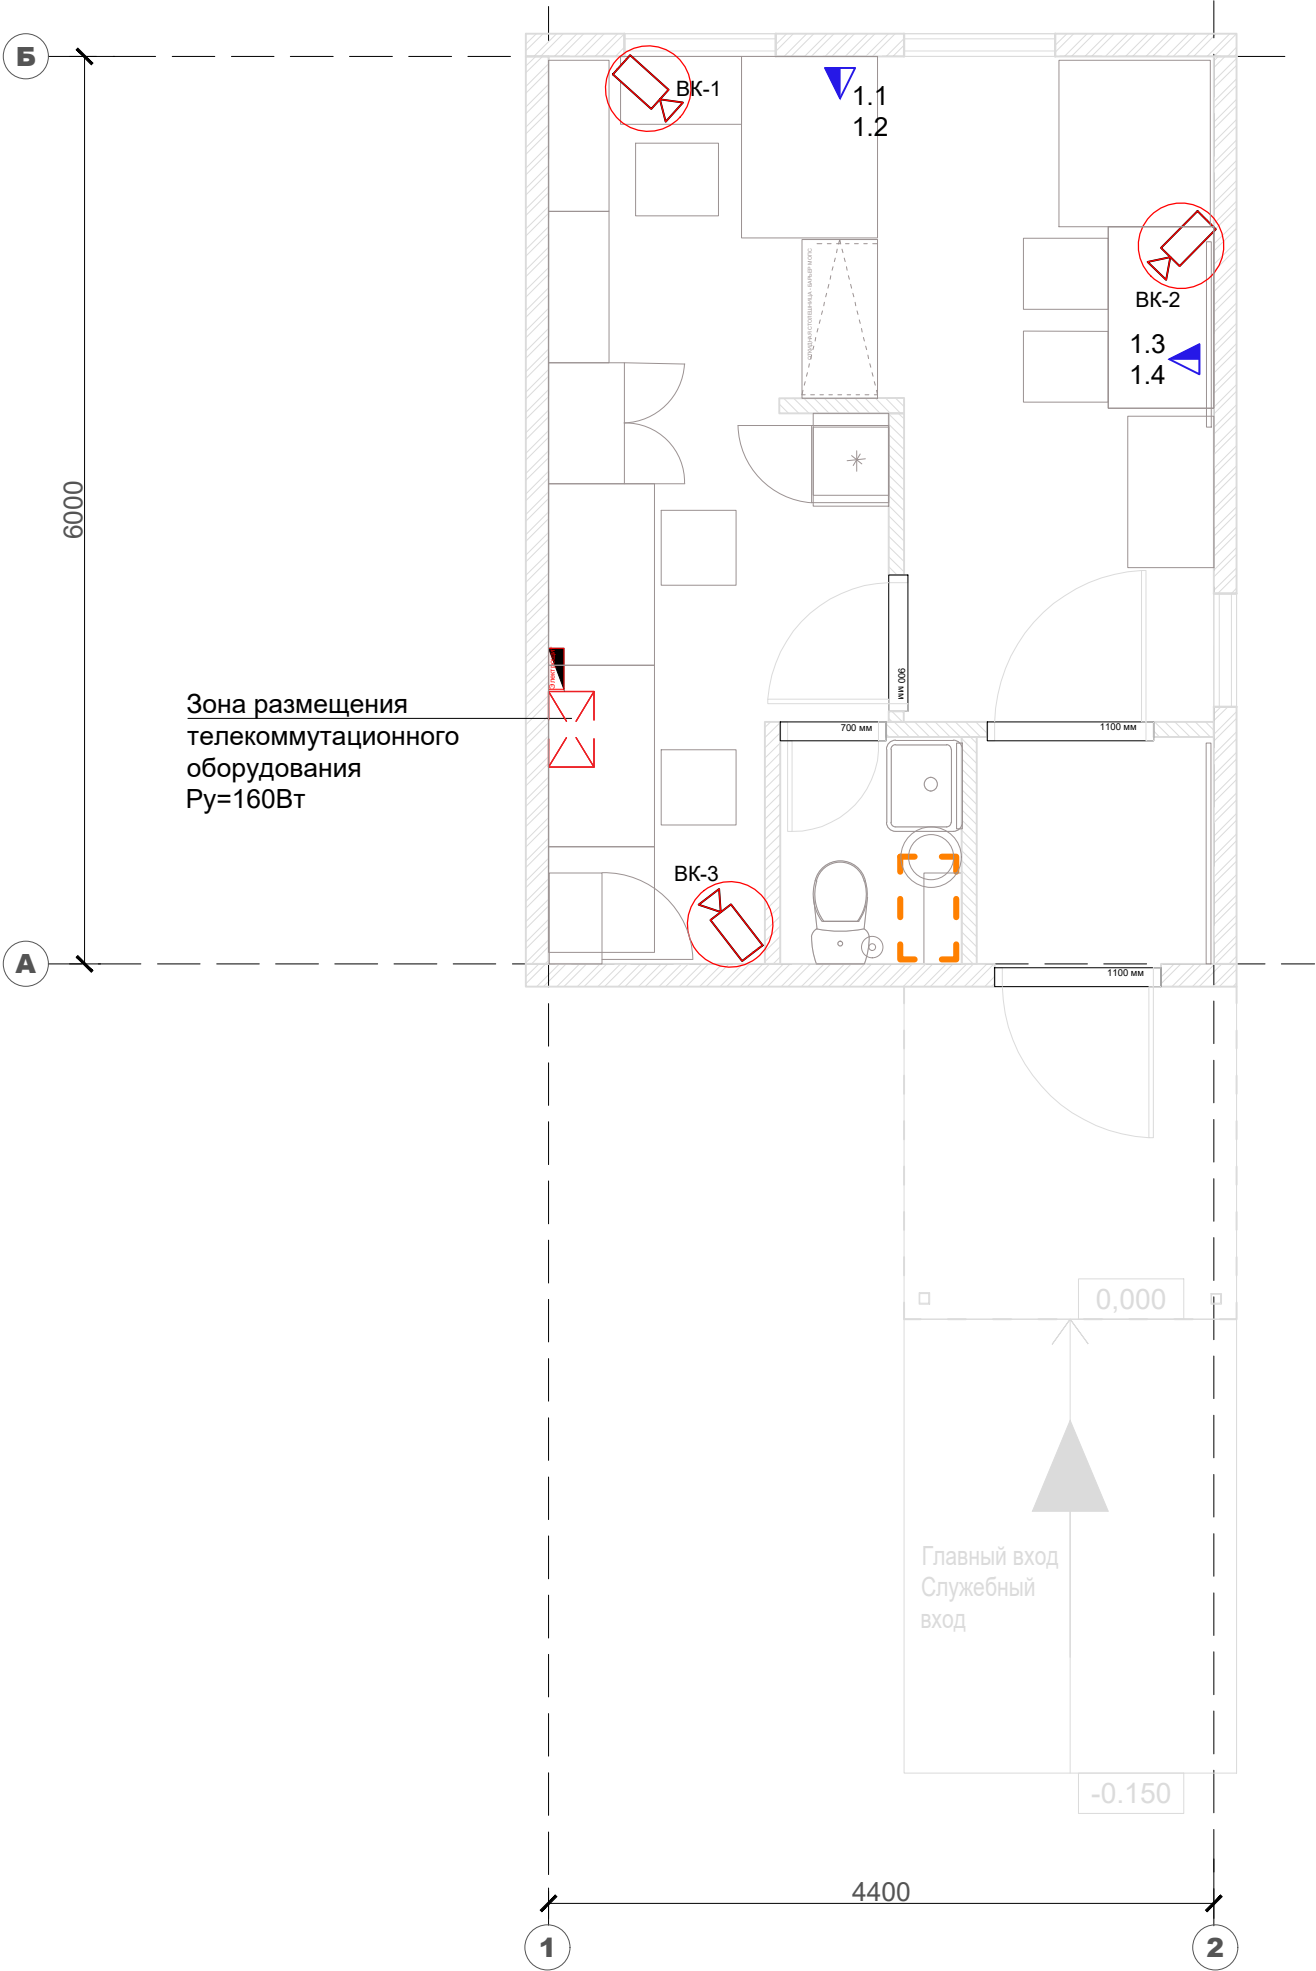 Б
ВК-1
1.1
1.2
ВК-2
1.3
1.4
6000
900 мм
Зона размещения
телекоммутационного
оборудования
Ру=160Вт
700 мм
1100 мм
ВК-3
А
1100 мм
0,000
Главный вход
Служебный
вход
-0.150
4400
1
2